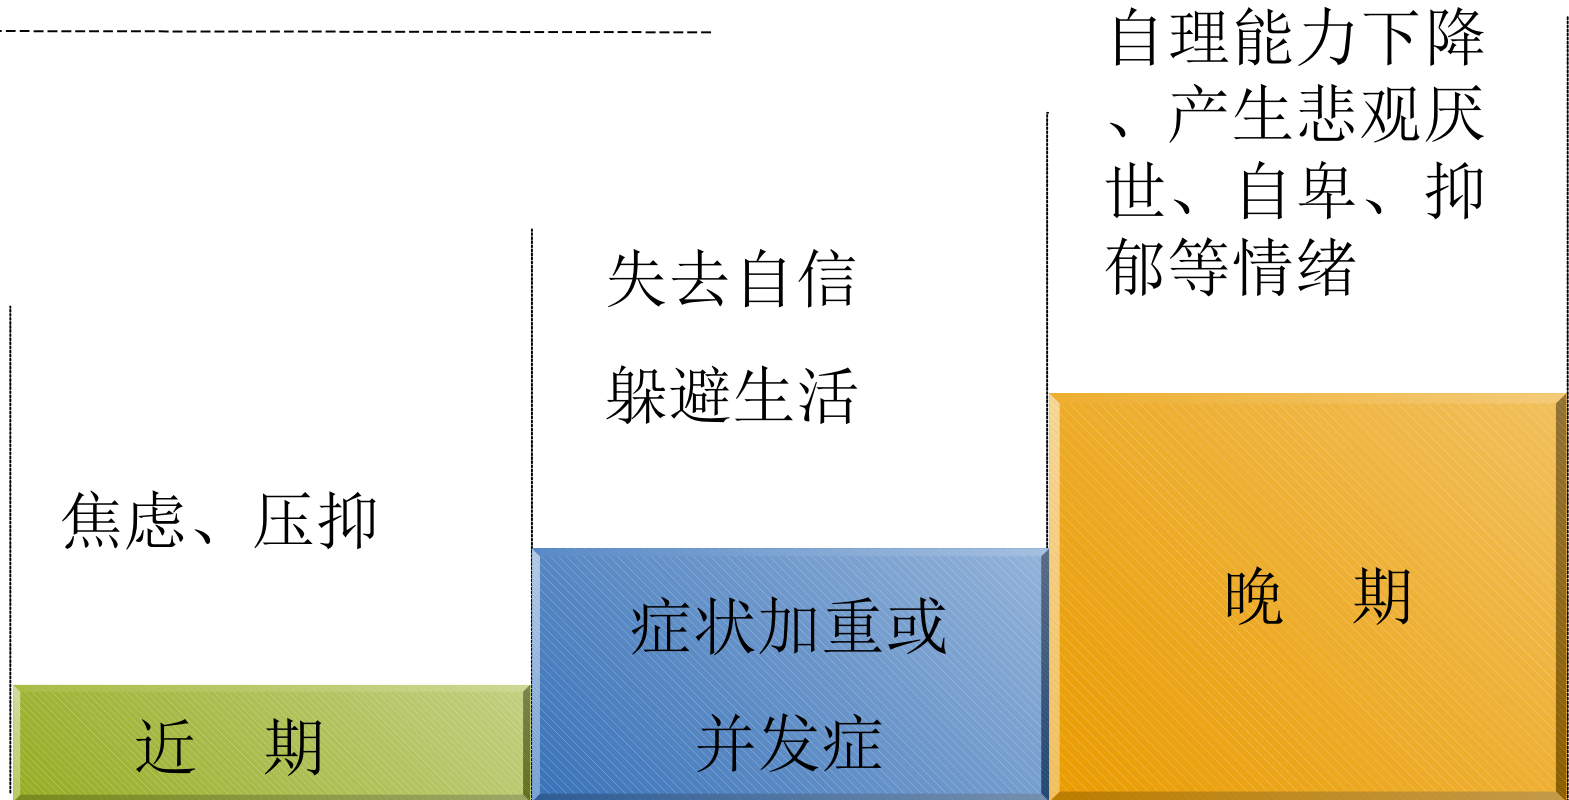 焦虑、压抑
近 期
失去自信
躲避生活
症状加重或
并发症
自理能力下降
、产生悲观厌
世、自卑、抑
郁等情绪
晚 期